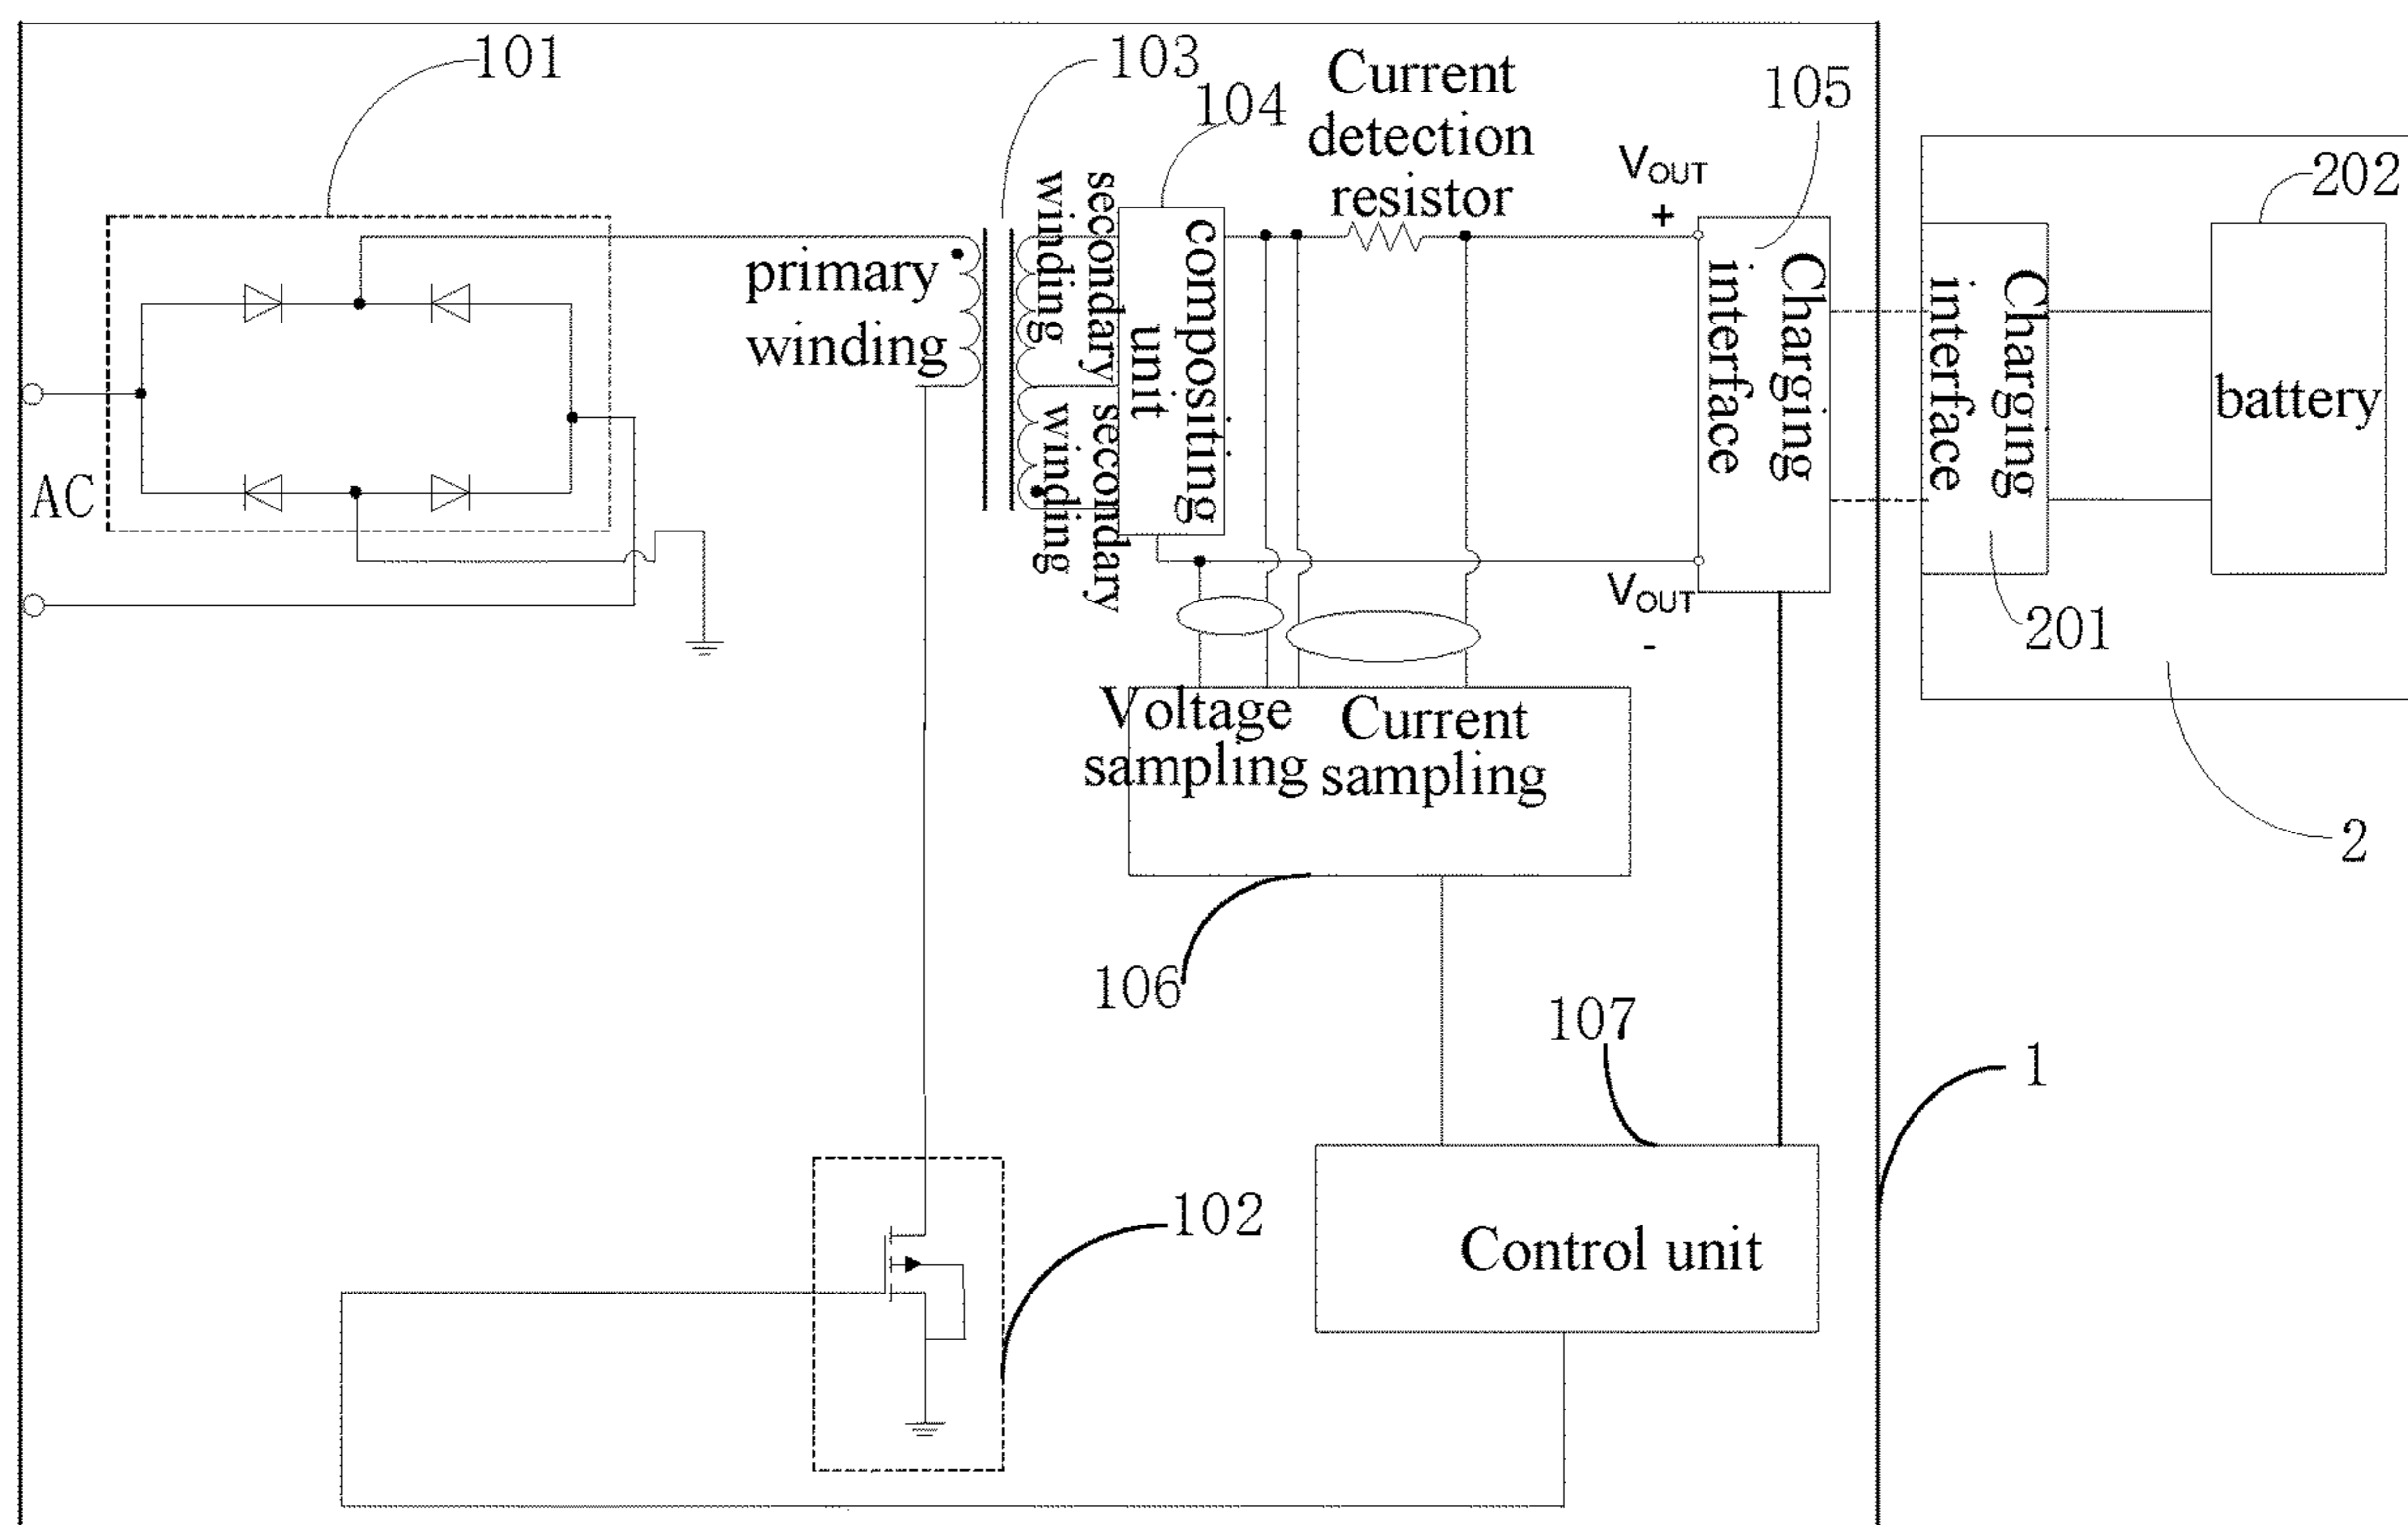 101
103
104
Current
detection
resistor
105
VOUT
+
202
secondary
winding
compositing
unit
Charging
interface
Charging
interface
primary
winding
battery
secondary
winding
AC
VOUT
-
201
Voltage
sampling
Current
sampling
2
106
107
1
102
Control unit